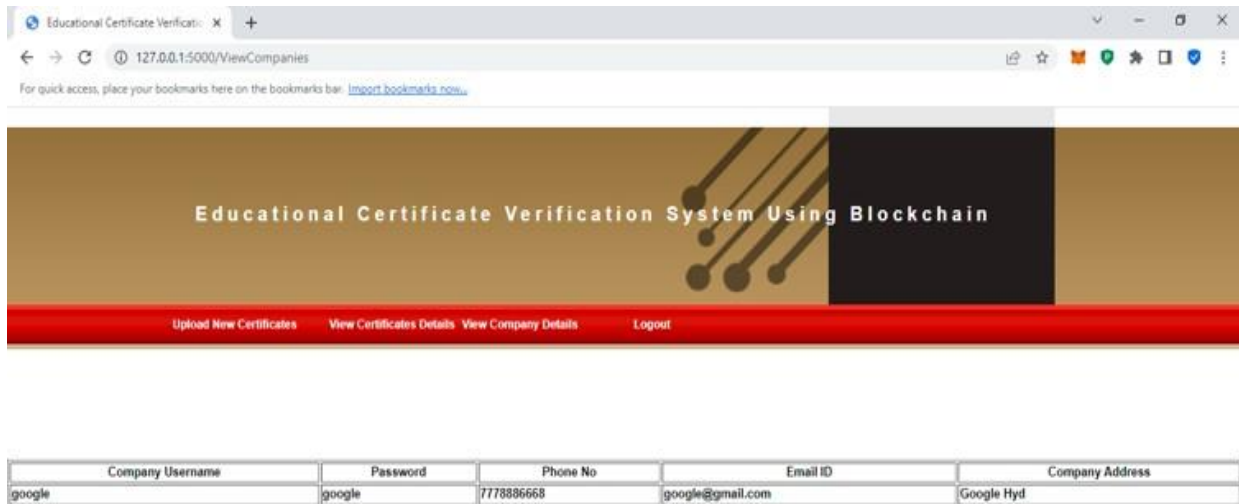 Educational Certificate Verificatio
127.0.0.1:5000/ViewCompanies
For quick access, place your bookmarks here on the bookmarks bar. Import bookmarks now...
Educational Certificate Verification System Using Blockchain
Upload New Certificates View Certificates Details View Company Details Logout
Company Username Password Phone No Email ID Company Address
google google 7778886668 google@gmail.com Google Hyd